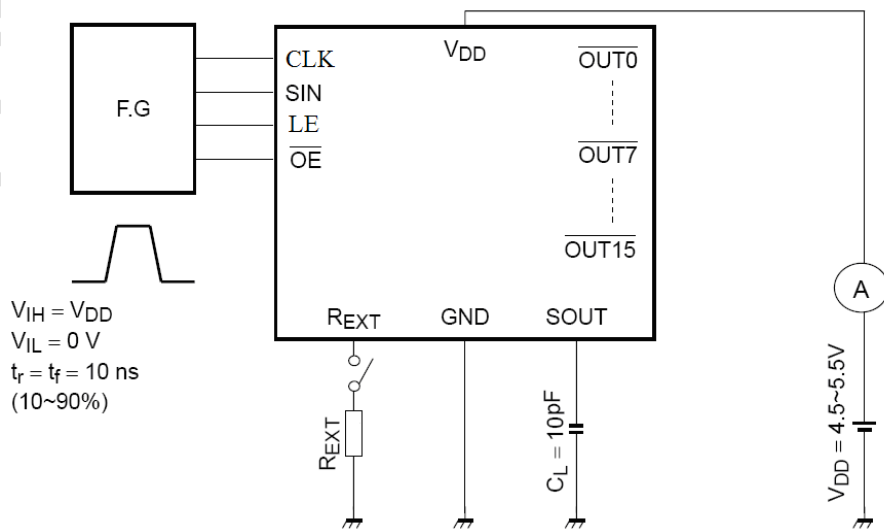 F.G
CLK
SIN
LE
OE
VDD
OUT0
OUT7
OUT15
A
VIH = VDD
VIL = 0 V
tr = tf = 10 ns
(10~90%)
REXT
GND
SOUT
REXT
CL = 10pF
VDD = 4.5~5.5V